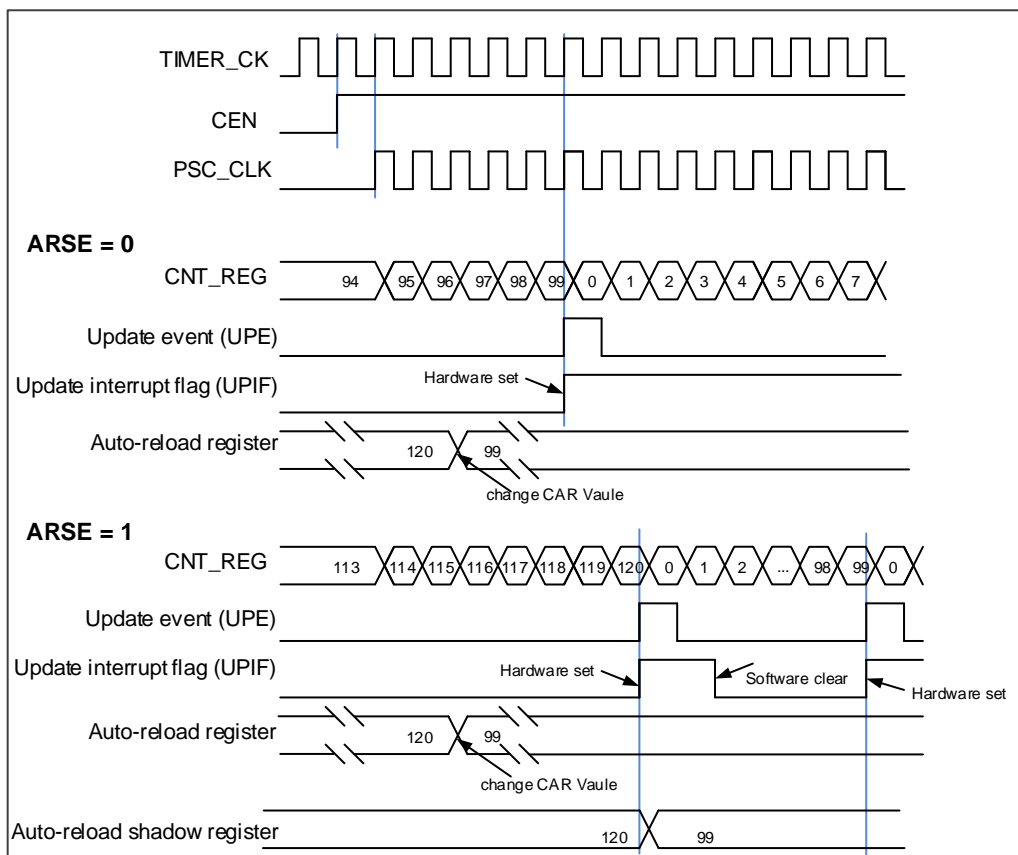 TIMER_CK
CEN
PSC_CLK
ARSE = 0
CNT_REG 94 95 96 97 98 99 0 1 2 3 4 5 6 7
Update event (UPE)
Update interrupt flag (UPIF) Hardware set
Auto-reload register 120 99
change CAR Vaule
ARSE = 1
CNT_REG 113 114 115 116 117 118 119 120 0 1 2 ... 98 99 0
Update event (UPE)
Update interrupt flag (UPIF) Hardware set Software clear Hardware set
Auto-reload register 120 99
change CAR Vaule
Auto-reload shadow register 120 99